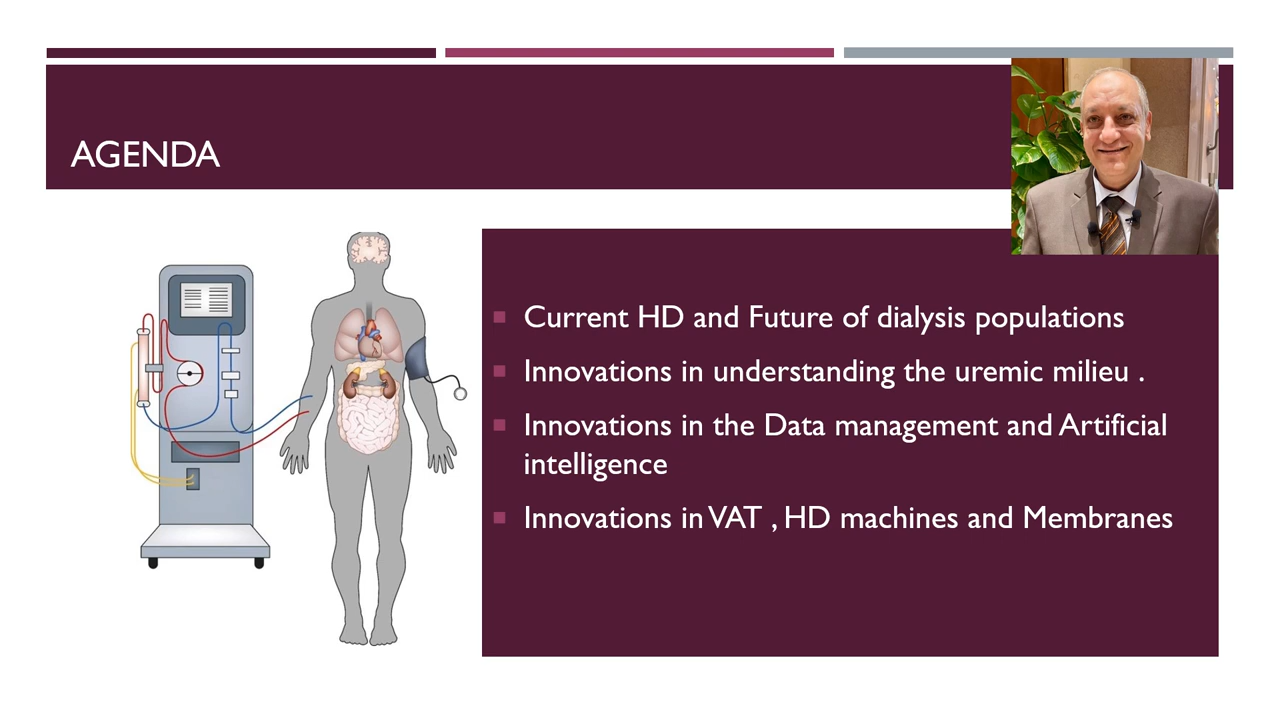 AGENDA
Current HD and Future of dialysis populations
Innovations in understanding the uremic milieu .
Innovations in the Data management and Artificial
intelligence
Innovations in VAT , HD machines and Membranes